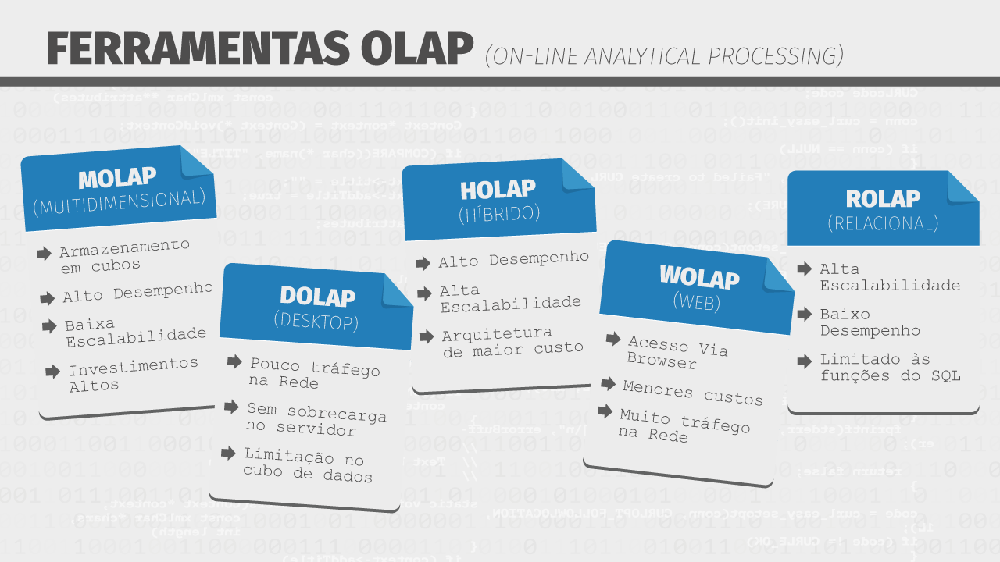 FERRAMENTAS OLAP (ON-LINE ANALYTICAL PROCESSING)
MOLAP
(MULTIDIMENSIONAL)
Armazenamento
em cubos
Alto Desempenho
Baixa
Escalabilidade
Investimentos
Altos
DOLAP
(DESKTOP)
Pouco tráfego
na Rede
Sem sobrecarga
no servidor
Limitação no
cubo de dados
HOLAP
(HÍBRIDO)
Alto Desempenho
Alta
Escalabilidade
Arquitetura
de maior custo
WOLAP
(WEB)
Acesso Via
Browser
Menores custos
Muito tráfego
na Rede
ROLAP
(RELACIONAL)
Alta
Escalabilidade
Baixo
Desempenho
Limitado às
funções do SQL